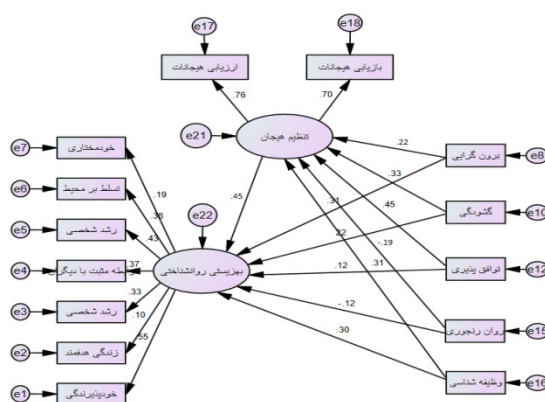 e17
e18
ارزیابی هیجانات
بازیابی هیجانات
.76
.70
e21
تنظیم هیجان
e7
خودمختاری
.22
برون گرایی
e8
e6
تسلط بر محیط
.19
.33
e22
.45
.31
.45
گشودگی
e10
e5
رشد شخصی
.38
.43
.22
-.19
e4
رابطه مثبت با دیگران
.37
بهزیستی روانشناختی
.12
.31
توافق پذیری
e12
e3
رشد شخصی
.33
-.12
.10
.30
روان رنجوری
e15
e2
زندگی هدفمند
.55
وظیفه شناسی
e16
e1
خودپذیرندگی